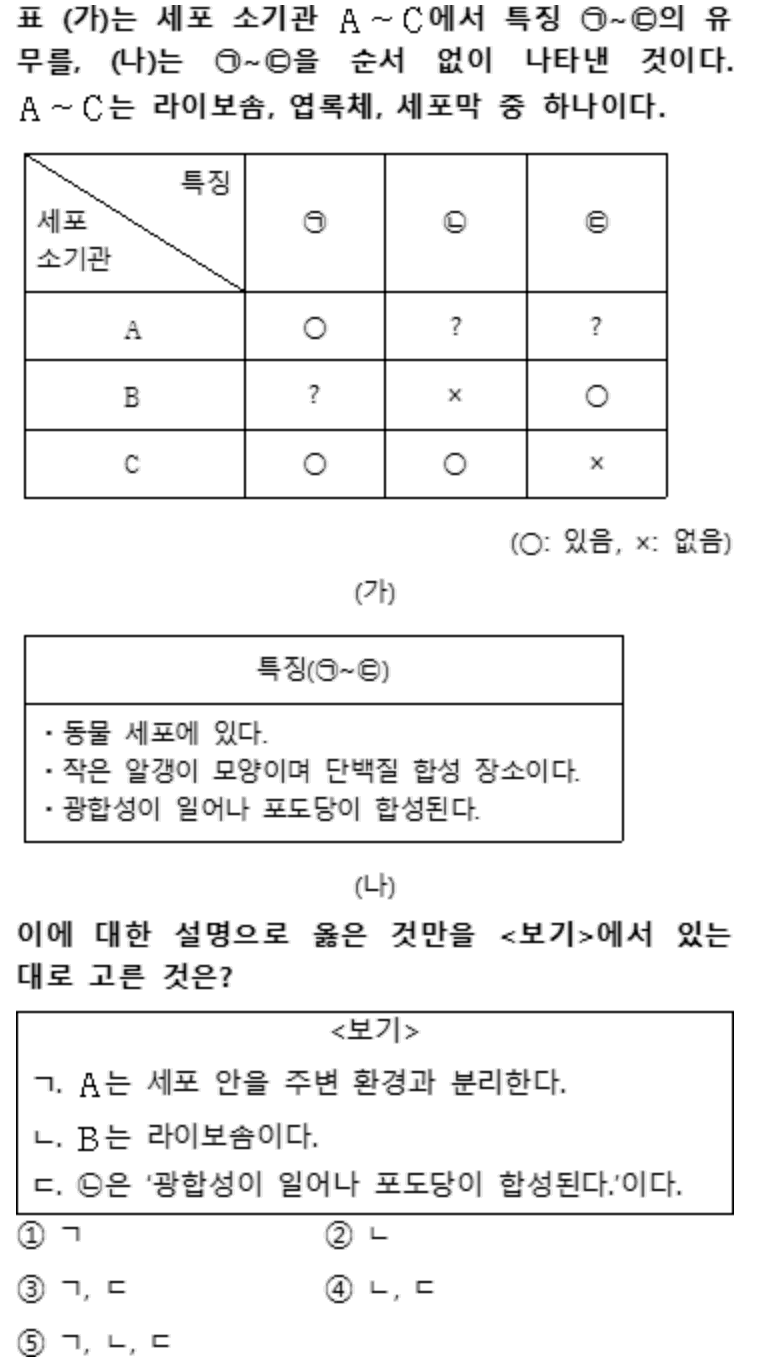 표 (가)는 세포 소기관 A ~ C에서 특징 ㉠~㉢의 유
무를, (나)는 ㉠~㉢을 순서 없이 나타낸 것이다.
A ~ C는 라이보솜, 엽록체, 세포막 중 하나이다.
특징
세포
소기관
㉠ ㉡ ㉢
A ○ ? ?
B ? × ○
C ○ ○ ×
(○: 있음, ×: 없음)
(가)
특징(㉠~㉢)
· 동물 세포에 있다.
· 작은 알갱이 모양이며 단백질 합성 장소이다.
· 광합성이 일어나 포도당이 합성된다.
(나)
이에 대한 설명으로 옳은 것만을 <보기>에서 있는
대로 고른 것은?
<보기>
ㄱ. A는 세포 안을 주변 환경과 분리한다.
ㄴ. B는 라이보솜이다.
ㄷ. ㉡은 '광합성이 일어나 포도당이 합성된다.'이다.
① ㄱ ② ㄴ
③ ㄱ, ㄷ ④ ㄴ, ㄷ
⑤ ㄱ, ㄴ, ㄷ